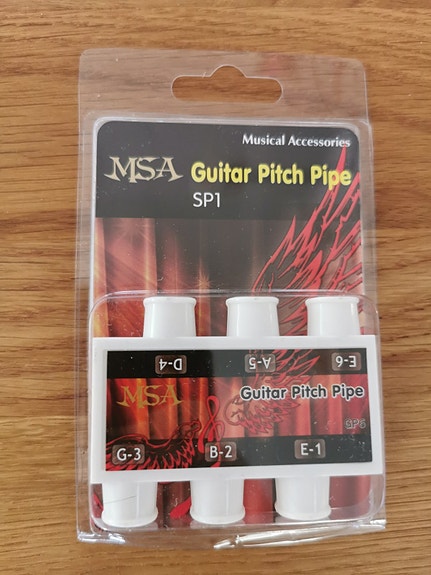 Musical Accessories
MSA Guitar Pitch Pipe
SP1
D-4 A-5 E-6
MSA Guitar Pitch Pipe
G-3 B-2 E-1